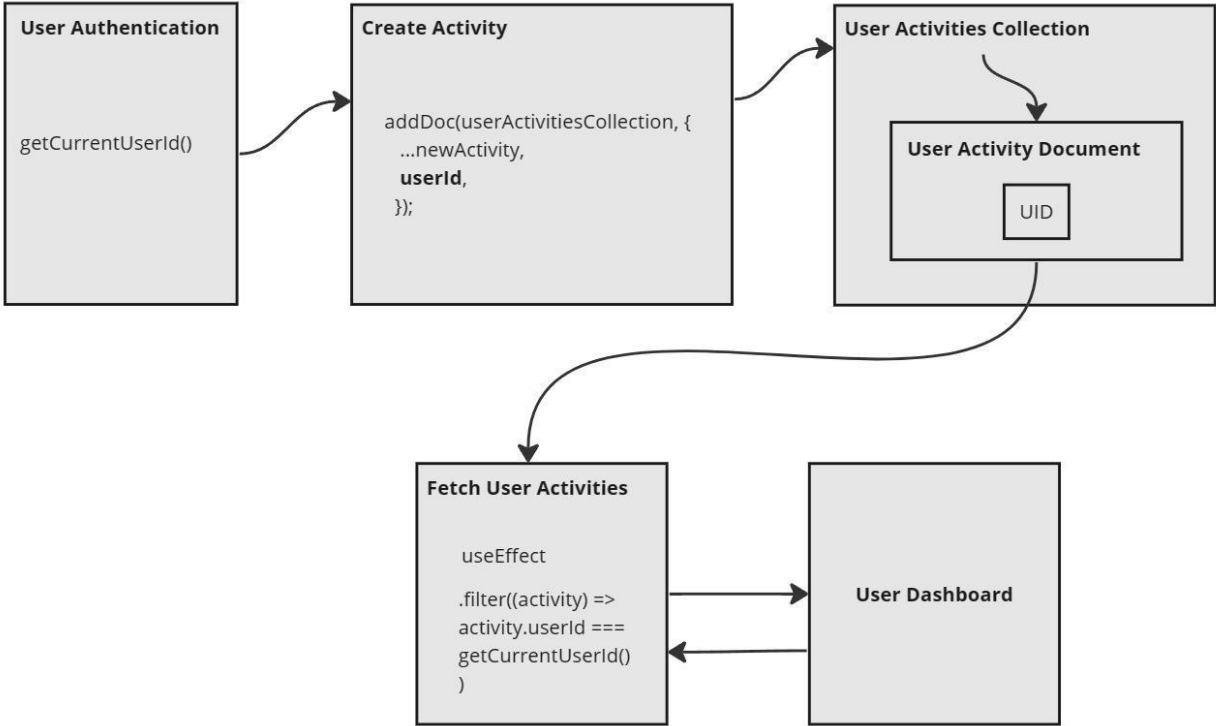 User Authentication
getCurrentUserId()
Create Activity
addDoc(userActivitiesCollection, {
...newActivity,
userId,
});
User Activities Collection
User Activity Document
UID
Fetch User Activities
useEffect
.filter((activity) =>
activity.userId ===
getCurrentUserId()
)
User Dashboard